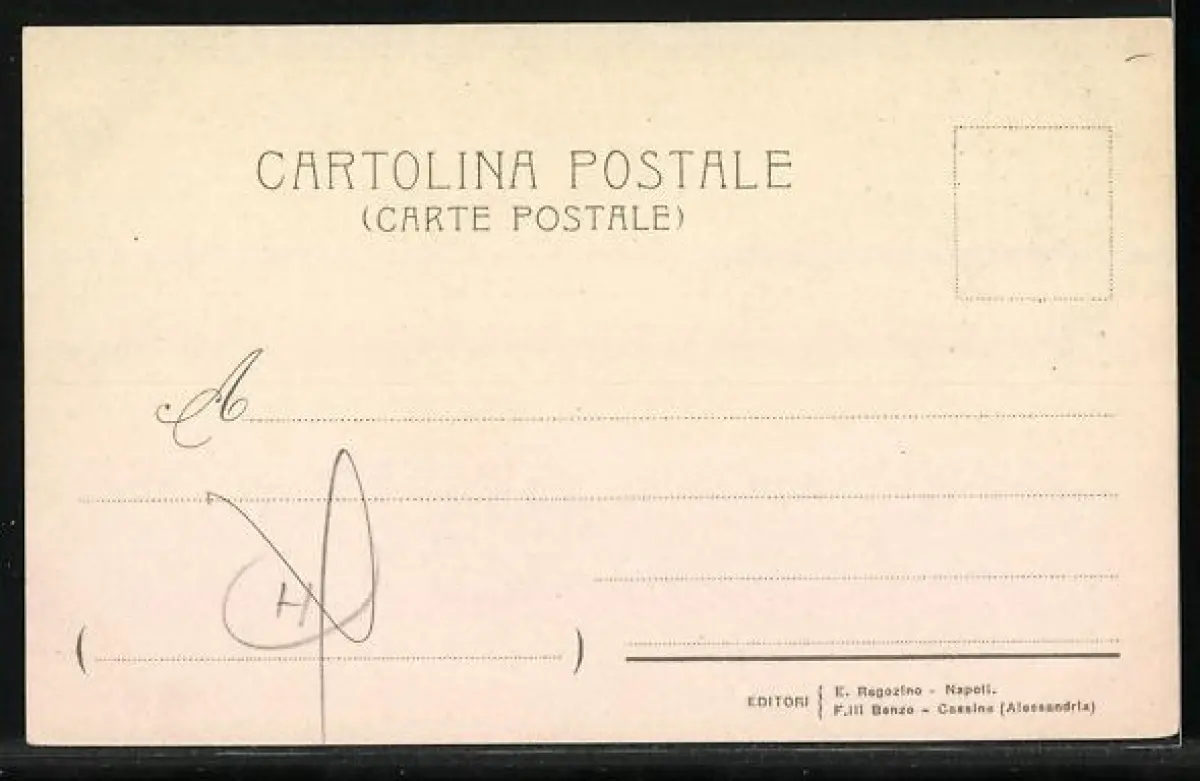 CARTOLINA POSTALE
(CARTE POSTALE)
A
H
( )
EDITORI { E. Ragozino - Napoli.
F.lli Benzo - Cassine (Alessandria)